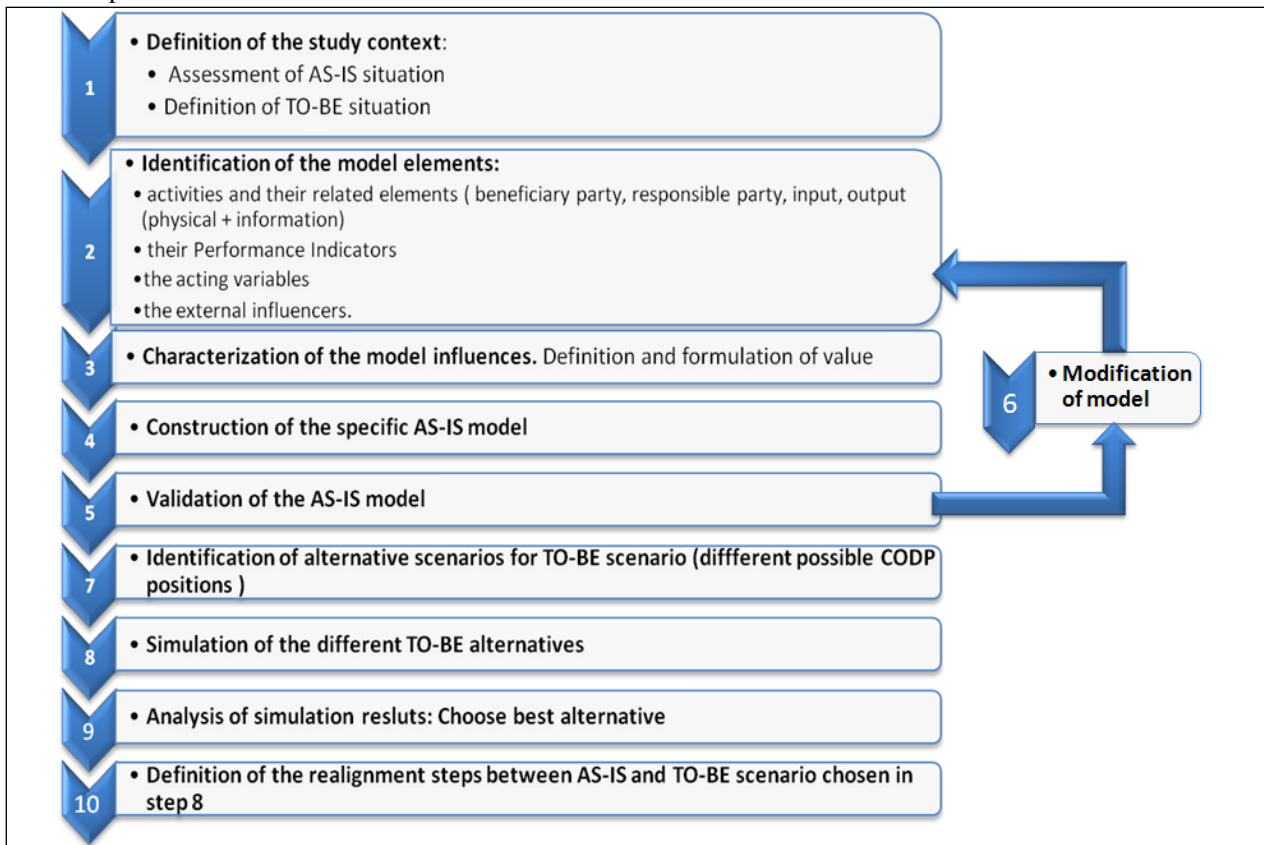 1
• Definition of the study context:
• Assessment of AS-IS situation
• Definition of TO-BE situation
2
• Identification of the model elements:
• activities and their related elements ( beneficiary party, responsible party, input, output
(physical + information)
• their Performance Indicators
•the acting variables
•the external influencers.
3
• Characterization of the model influences. Definition and formulation of value
4
• Construction of the specific AS-IS model
5
• Validation of the AS-IS model
6
• Modification
of model
7
• Identification of alternative scenarios for TO-BE scenario (diffferent possible CODP
positions )
8
• Simulation of the different TO-BE alternatives
9
• Analysis of simulation resluts: Choose best alternative
10
• Definition of the realignment steps between AS-IS and TO-BE scenario chosen in
step 8